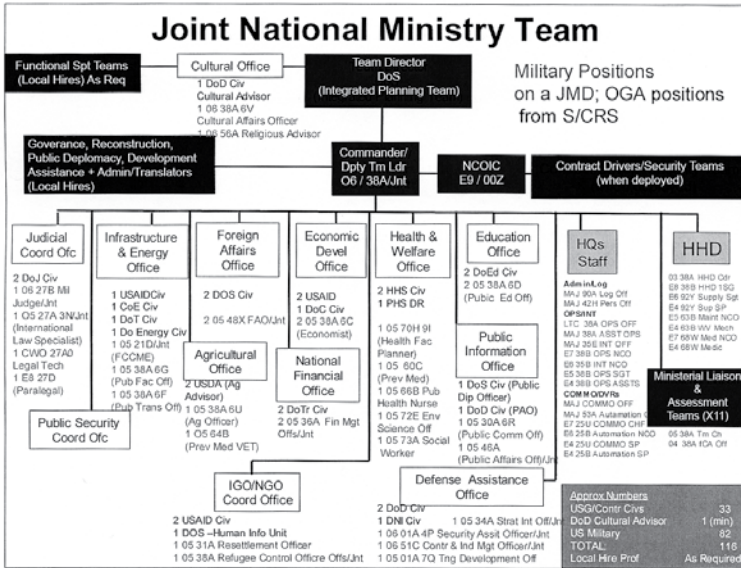 Joint National Ministry Team
Functional Spt Teams
(Local Hires) As Req
Cultural Office
1 DoD Civ
Cultural Advisor
1 06 38A 6V
Cultural Affairs Officer
1 06 56A Religious Advisor
Team Director
DoS
(Integrated Planning Team)
Military Positions
on a JMD; OGA positions
from S/CRS
Goverance, Reconstruction,
Public Deplomacy, Development
Assistance + Admin/Translators
(Local Hires)
Commander/
Dpty Tm Ldr
O6 / 38A/Jnt
NCOIC
E9 / 00Z
Contract Drivers/Security Teams
(when deployed)
Judicial
Coord Ofc
2 DoJ Civ
1 06 27B Mil
Judge/Jnt
1 O5 27A 3N/Jnt
(International
Law Specialist)
1 CWO 27A0
Legal Tech
1 E8 27D
(Paralegal)
Public Security
Coord Ofc
Infrastructure
& Energy
Office
1 USAIDCiv
1 CoE Civ
1 DoT Civ
1 Do Energy Civ
1 05 21D/Jnt
(FCCME)
1 05 38A 6G
(Pub Fac Off)
1 05 38A 6F
(Pub Trans Off)
Foreign
Affairs
Office
2 DOS Civ
2 05 48X FAO/Jnt
Agricultural
Office
2 USDA (Ag
Advisor)
1 05 38A 6U
(Ag Officer)
1 O5 64B
(Prev Med VET)
Economic
Devel Office
2 USAID
1 DoC Civ
2 05 38A 6C
(Economist)
National
Financial
Office
2 DoTr Civ
2 05 36A Fin Mgt
Offs/Jnt
IGO/NGO
Coord Office
2 USAID Civ
1 DOS –Human Info Unit
1 05 31A Resettlement Officer
1 05 38A Refugee Control Officre Offs/Jnt
Health &
Welfare
Office
2 HHS Civ
1 PHS DR
1 05 70H 9I
(Health Fac
Planner)
1 05 60C
(Prev Med)
1 05 66B Pub
Health Nurse
1 05 72E Env
Science Off
1 05 73A Social
Worker
Education
Office
2 DoEd Civ
2 05 38A 6D
(Pubic Ed Off)
Public
Information
Office
1 DoS Civ (Public
Dip Officer)
1 DoD Civ (PAO)
1 05 30A 6R
(Public Comm Off)
1 05 46A
(Public Affairs Off)/Jnt
Defense Assistance
Office
2 DoD Civ
1 DNI Civ
1 05 34A Strat Int Off/Jnt
1 06 01A 4P Security Assit Officer/Jnt
1 06 51C Contr & Ind Mgt Officer/Jnt
1 05 01A 7Q Tng Development Off
HQs
Staff
Admin/Log
MAJ 90A Log Off
MAJ 42H Pers Off
OPS/INT
LTC 38A OPS OFF
MAJ 38A ASST OPS
MAJ 35E INT OFF
E7 38B OPS NCO
E6 35B INT NCO
E5 38B OPS SGT
E4 38B OPS ASSTS
COMMO/DVRs
MAJ COMMO OFF
MAJ 53A Automation
E7 25U COMMO CHF
E6 25B Automation NCO
E4 25U COMMO SP
E4 25B Automation SP
HHD
03 38A HHD Cdr
E8 38B HHD 1SG
E6 92Y Supply Sgt
E4 92Y Sup SP
E5 63B Maint NCO
E4 63B WV Mech
E7 68W Med NCO
E4 68W Medic
Ministerial Liaison
&
Assessment
Teams (X11)
05 38A Tm Ch
04 38A fCA Off
Approx Numbers
USG/Contr Civs 33
DoD Cultural Advisor 1 (min)
US Military 82
TOTAL: 116
Local Hire Prof As Required